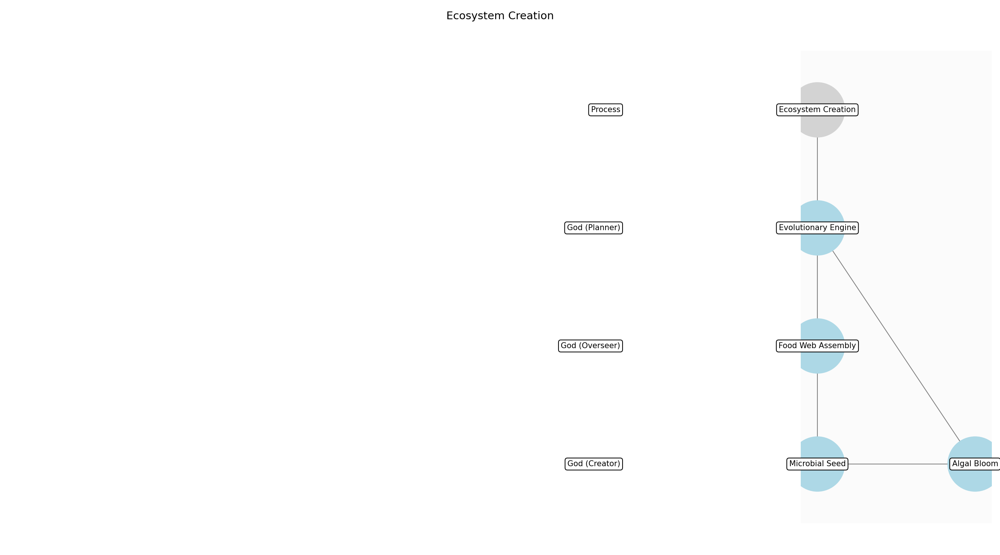 Ecosystem Creation
Process
Ecosystem Creation
God (Planner)
Evolutionary Engine
God (Overseer)
Food Web Assembly
God (Creator)
Microbial Seed
Algal Bloom